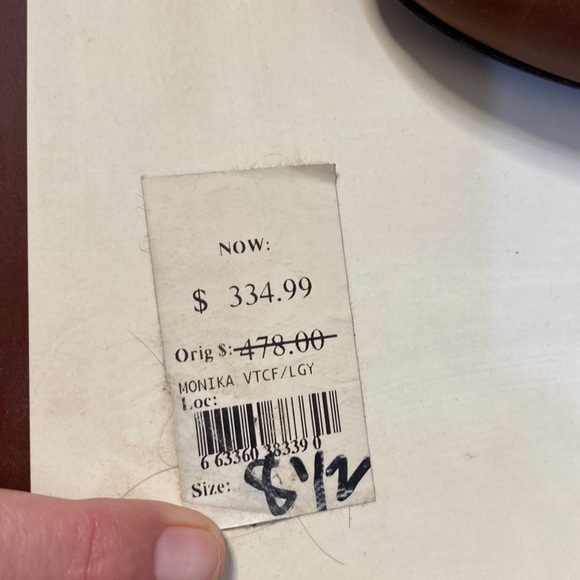 NOW:
$ 334.99
Orig $: 478.00
MONIKA VTCF/LGY
Loc:
6 63360 38339 0
Size: 8 1/2